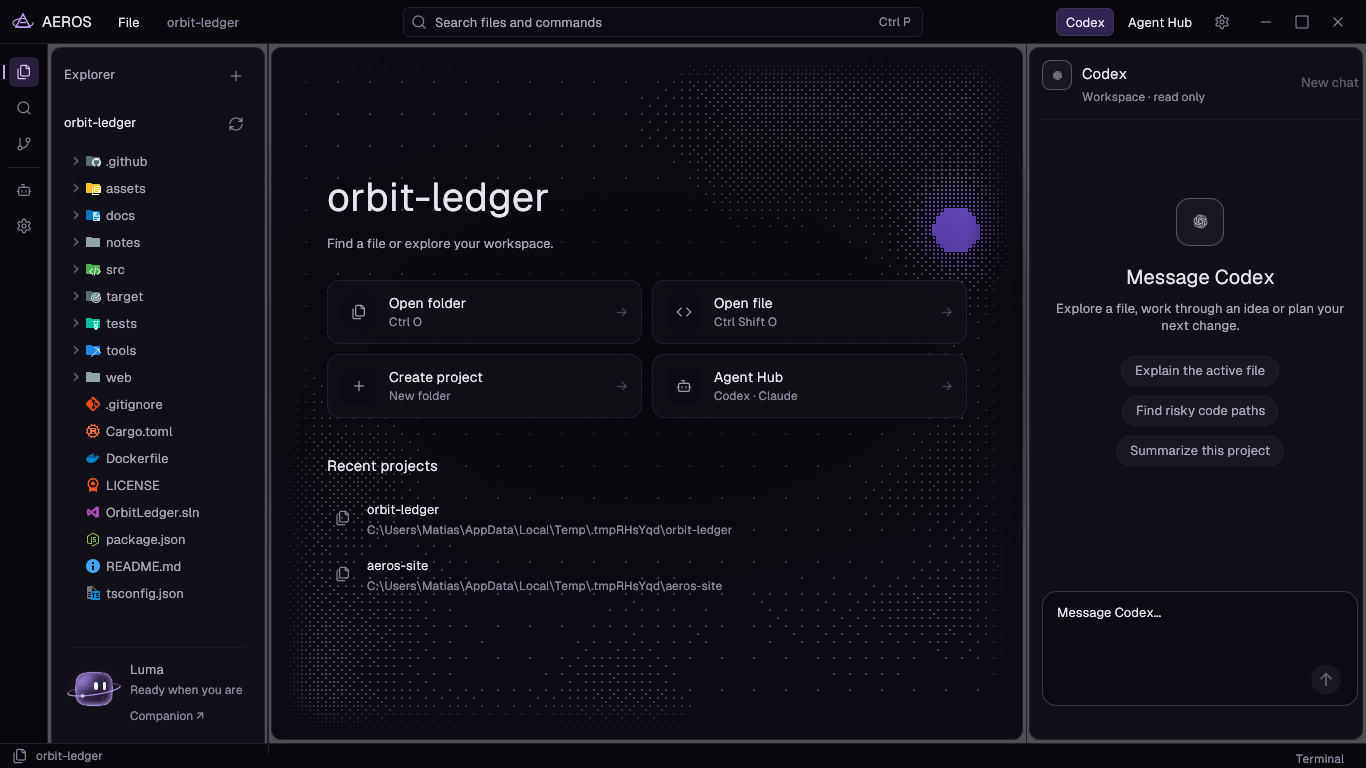 AEROS
File
orbit-ledger
Search files and commands
Ctrl P
Codex
Agent Hub
Explorer
orbit-ledger
.github
assets
docs
notes
src
target
tests
tools
web
.gitignore
Cargo.toml
Dockerfile
LICENSE
OrbitLedger.sln
package.json
README.md
tsconfig.json
Luma
Ready when you are
Companion ↗
orbit-ledger
Find a file or explore your workspace.
Open folder
Ctrl O
Open file
Ctrl Shift O
Create project
New folder
Agent Hub
Codex · Claude
Recent projects
orbit-ledger
C:\Users\Matias\AppData\Local\Temp\.tmpRHsYqd\orbit-ledger
aeros-site
C:\Users\Matias\AppData\Local\Temp\.tmpRHsYqd\aeros-site
Codex
Workspace · read only
New chat
Message Codex
Explore a file, work through an idea or plan your
next change.
Explain the active file
Find risky code paths
Summarize this project
Message Codex…
orbit-ledger
Terminal